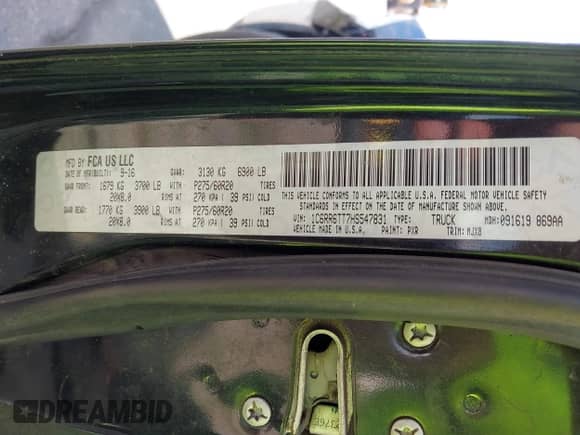 MFD BY FCA US LLC
DATE OF MFR(BUILT): 9-16 GVWR: 3130 KG 6900 LB
GAWR FRONT: 1679 KG 3700 LB WITH P275/60R20 TIRES
20X8.0 RIMS AT 270 KPA ( 39 PSI) COLD
GAWR REAR: 1770 KG 3900 LB WITH P275/60R20 TIRES
20X8.0 RIMS AT 270 KPA ( 39 PSI) COLD
THIS VEHICLE CONFORMS TO ALL APPLICABLE U.S.A. FEDERAL MOTOR VEHICLE SAFETY
STANDARDS IN EFFECT ON THE DATE OF MANUFACTURE SHOWN ABOVE.
VIN: 1C6RR6TT7HS547831 TYPE: TRUCK MDH: 091619 869AA
VEHICLE MADE IN U.S.A. PAINT: PXR TRIM: MJX8
DREAMBID